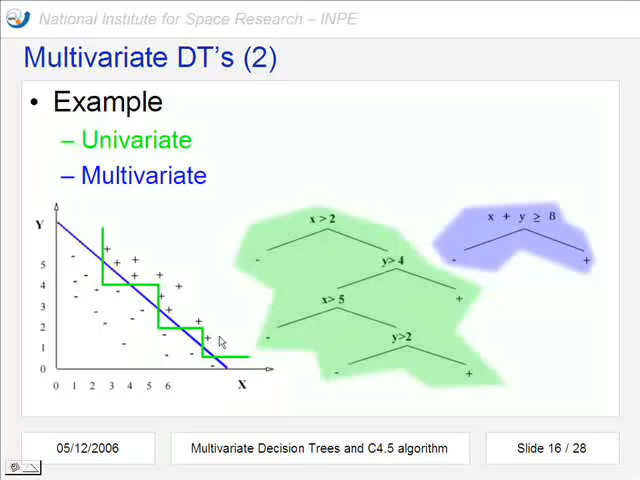 National Institute for Space Research – INPE
Multivariate DT's (2)
• Example
– Univariate
– Multivariate
Y
5
4
3
2
1
0
0 1 2 3 4 5 6
X
x > 2
-
y> 4
x> 5
+
-
y>2
-
+
x + y ≥ 8
-
+
05/12/2006
Multivariate Decision Trees and C4.5 algorithm
Slide 16 / 28